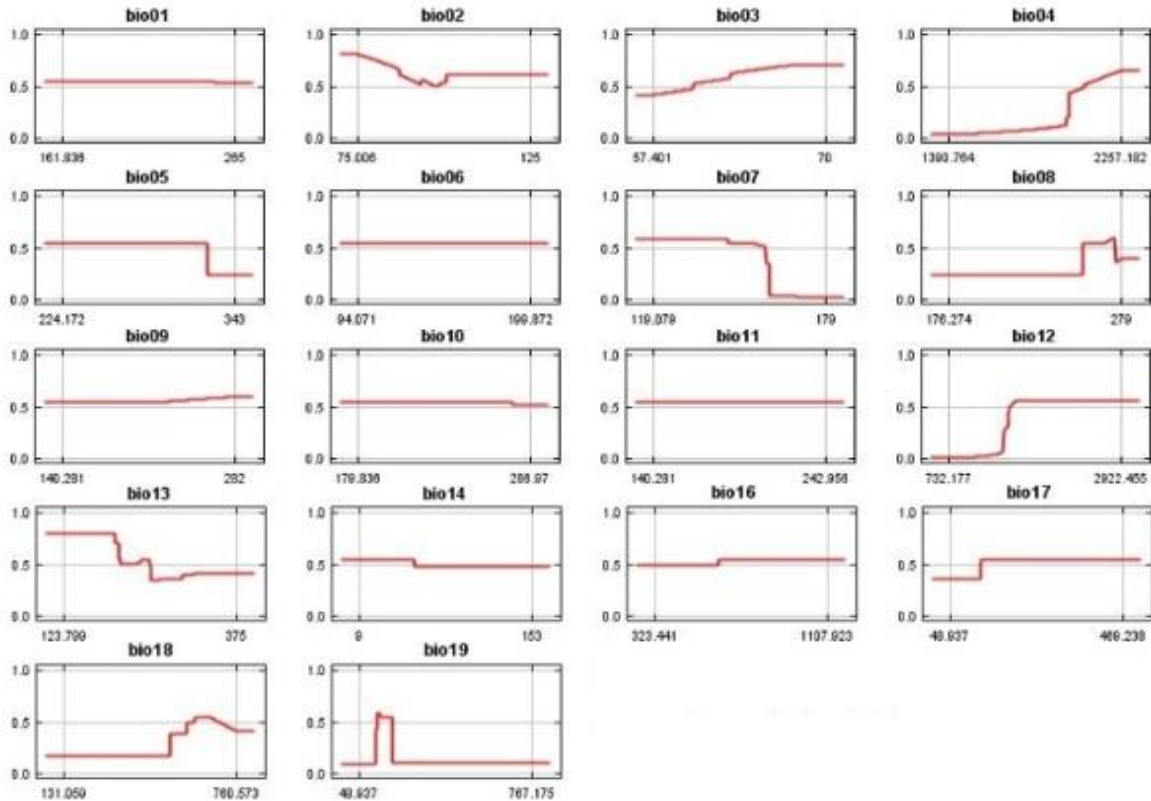 bio01 bio02 bio03 bio04
1.0 1.0 1.0 1.0
0.5 0.5 0.5 0.5
0.0 0.0 0.0 0.0
161.836 265 75.006 125 57.401 70 1390.764 2257.182
bio05 bio06 bio07 bio08
1.0 1.0 1.0 1.0
0.5 0.5 0.5 0.5
0.0 0.0 0.0 0.0
224.172 343 94.071 199.872 119.079 179 176.274 279
bio09 bio10 bio11 bio12
1.0 1.0 1.0 1.0
0.5 0.5 0.5 0.5
0.0 0.0 0.0 0.0
140.281 282 179.836 286.97 140.281 242.956 732.177 2922.455
bio13 bio14 bio16 bio17
1.0 1.0 1.0 1.0
0.5 0.5 0.5 0.5
0.0 0.0 0.0 0.0
123.799 375 9 153 323.441 1107.923 48.937 469.238
bio18 bio19
1.0 1.0
0.5 0.5
0.0 0.0
131.059 768.573 48.937 767.175